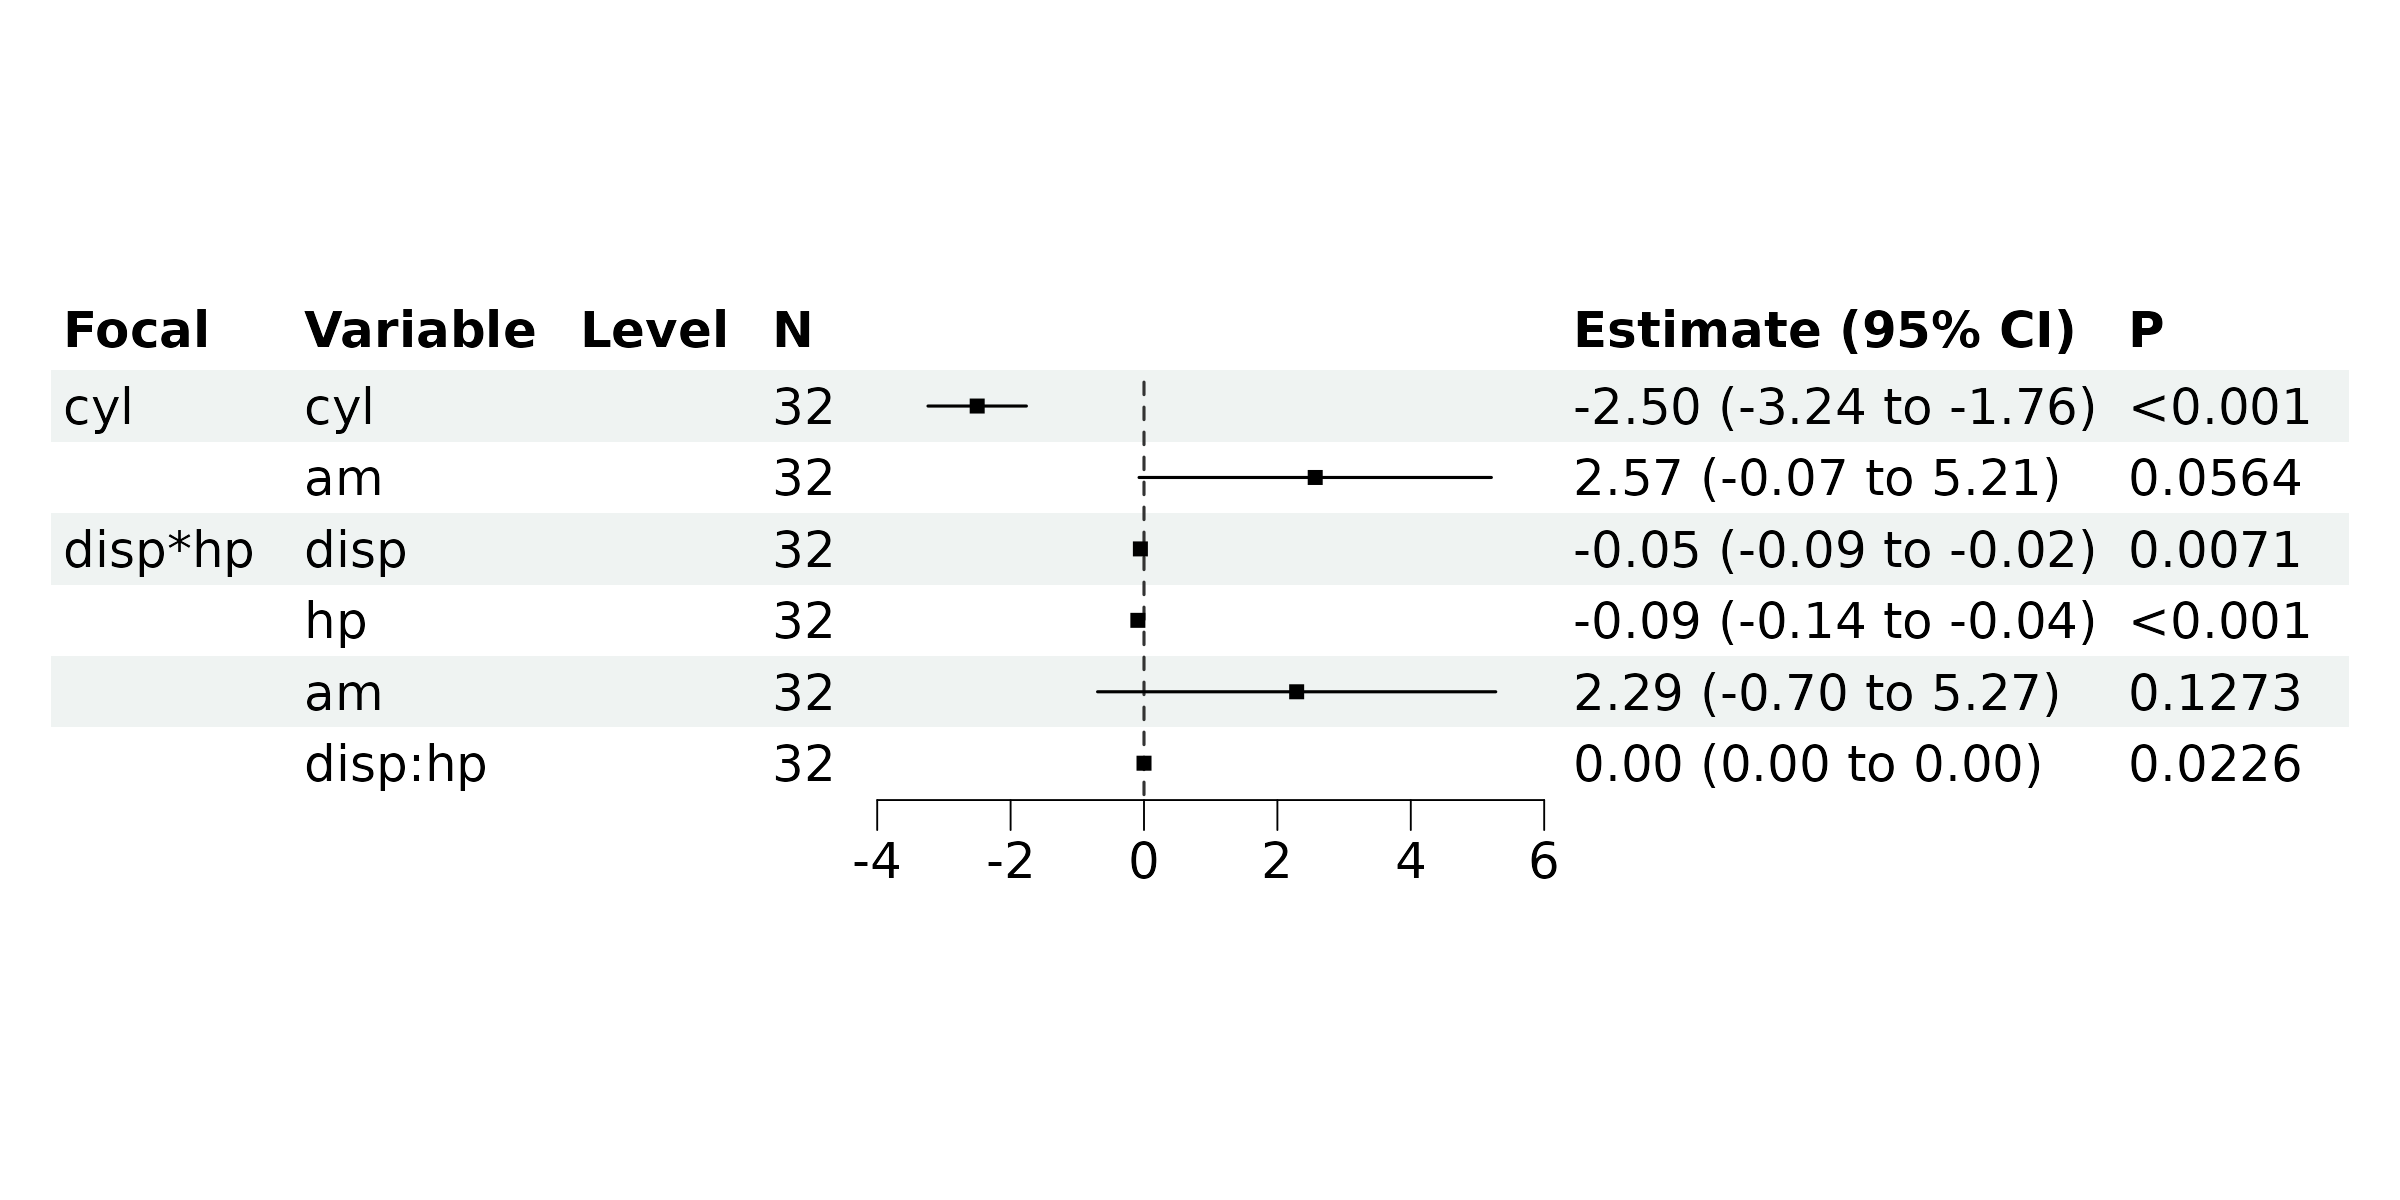 Focal Variable Level N Estimate (95% CI) P
cyl cyl 32 -2.50 (-3.24 to -1.76) <0.001
am 32 2.57 (-0.07 to 5.21) 0.0564
disp*hp disp 32 -0.05 (-0.09 to -0.02) 0.0071
hp 32 -0.09 (-0.14 to -0.04) <0.001
am 32 2.29 (-0.70 to 5.27) 0.1273
disp:hp 32 0.00 (0.00 to 0.00) 0.0226
-4 -2 0 2 4 6